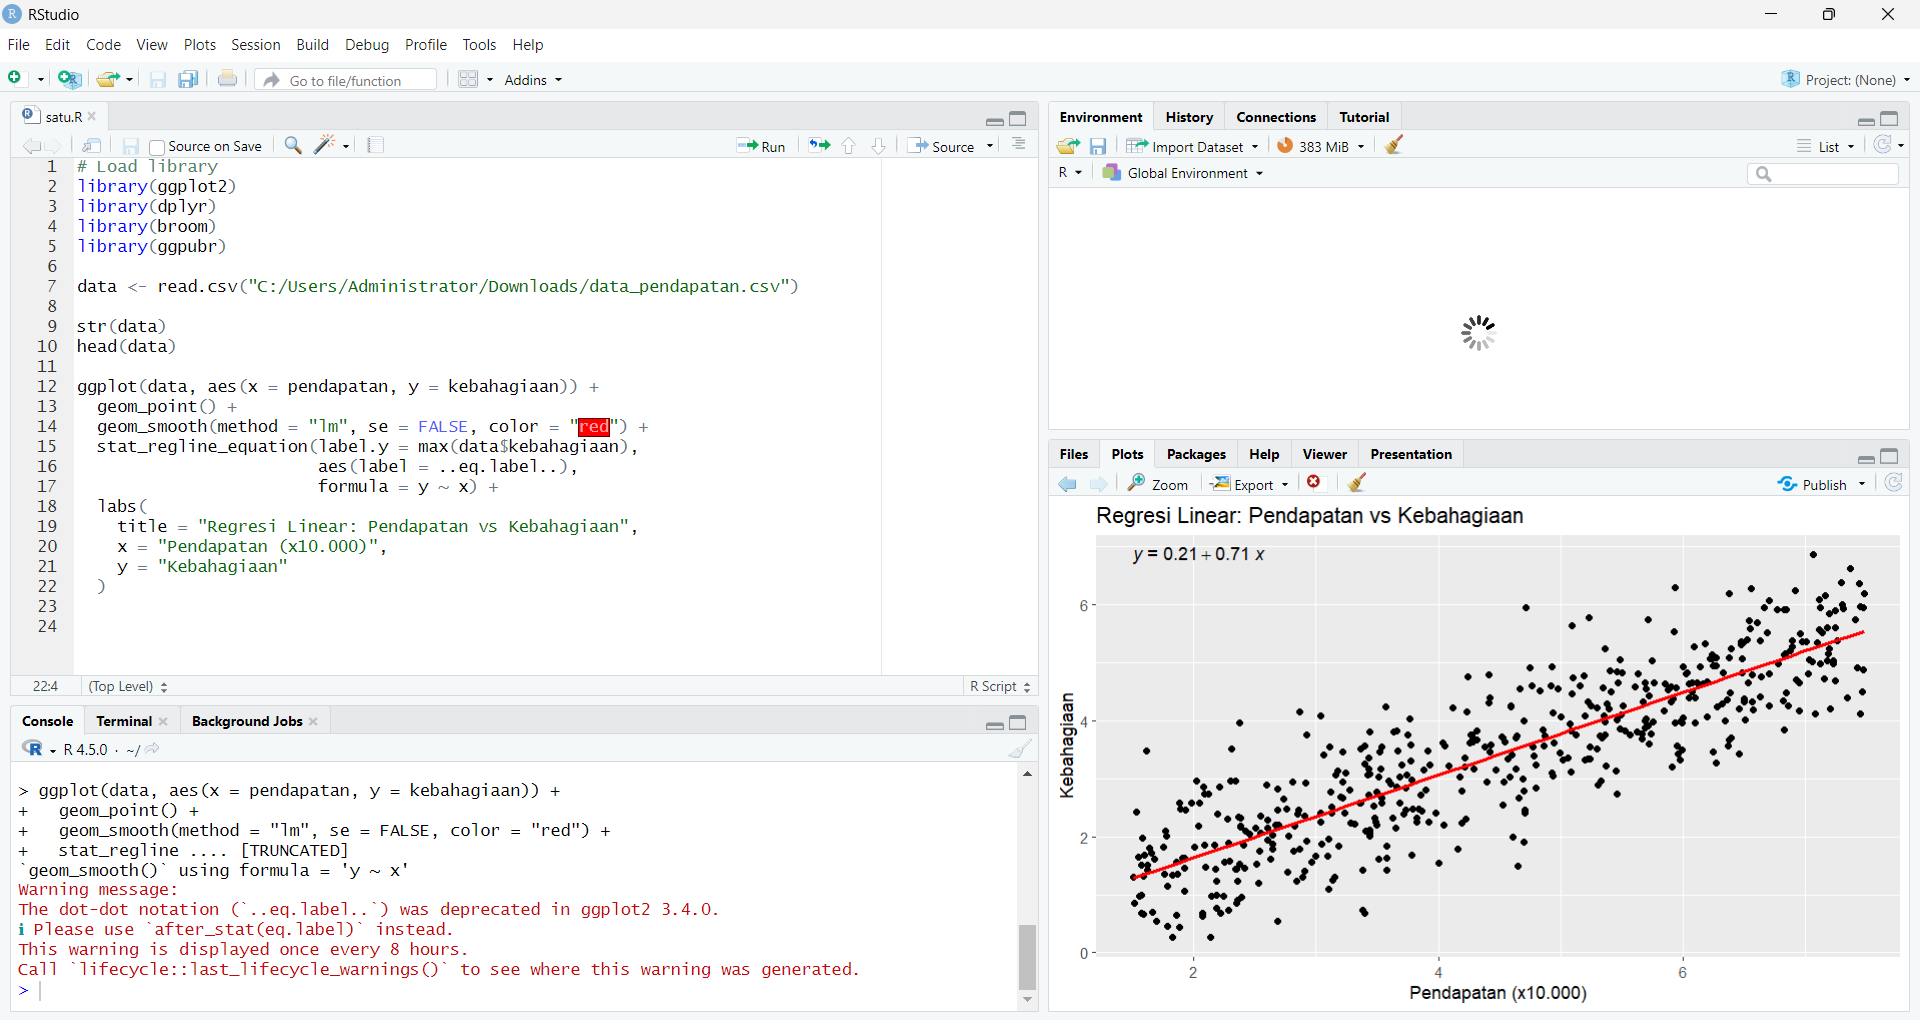 RStudio
File Edit Code View Plots Session Build Debug Profile Tools Help
Go to file/function Addins Project: (None)
satu.R
Source on Save Run Source
1 # Load library
2 library(ggplot2)
3 library(dplyr)
4 library(broom)
5 library(ggpubr)
6
7 data <- read.csv("C:/Users/Administrator/Downloads/data_pendapatan.csv")
8
9 str(data)
10 head(data)
11
12 ggplot(data, aes(x = pendapatan, y = kebahagiaan)) +
13 geom_point() +
14 geom_smooth(method = "lm", se = FALSE, color = "red") +
15 stat_regline_equation(label.y = max(data$kebahagiaan),
16 aes(label = ..eq.label..),
17 formula = y ~ x) +
18 labs(
19 title = "Regresi Linear: Pendapatan vs Kebahagiaan",
20 x = "Pendapatan (x10.000)",
21 y = "Kebahagiaan"
22 )
23
24
22:4 (Top Level) R Script
Console Terminal Background Jobs
R 4.5.0 · ~/
> ggplot(data, aes(x = pendapatan, y = kebahagiaan)) +
+ geom_point() +
+ geom_smooth(method = "lm", se = FALSE, color = "red") +
+ stat_regline .... [TRUNCATED]
`geom_smooth()` using formula = 'y ~ x'
Warning message:
The dot-dot notation (`..eq.label..`) was deprecated in ggplot2 3.4.0.
ℹ Please use `after_stat(eq.label)` instead.
This warning is displayed once every 8 hours.
Call `lifecycle::last_lifecycle_warnings()` to see where this warning was generated.
>
Environment History Connections Tutorial
Import Dataset 383 MiB List
R Global Environment
Files Plots Packages Help Viewer Presentation
Zoom Export Publish
Regresi Linear: Pendapatan vs Kebahagiaan
y = 0.21 + 0.71 x
6
4
2
0
Kebahagiaan
2 4 6
Pendapatan (x10.000)